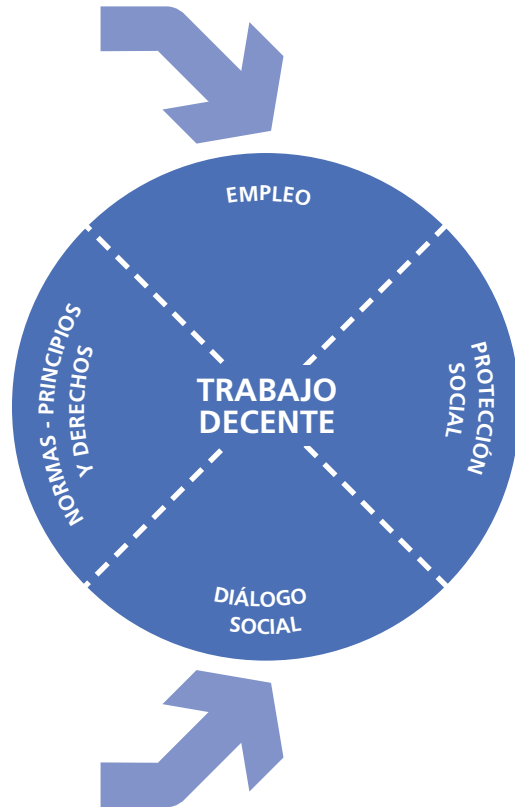 EMPLEO
NORMAS - PRINCIPIOS
Y DERECHOS
TRABAJO
DECENTE
PROTECCIÓN
SOCIAL
DIÁLOGO
SOCIAL